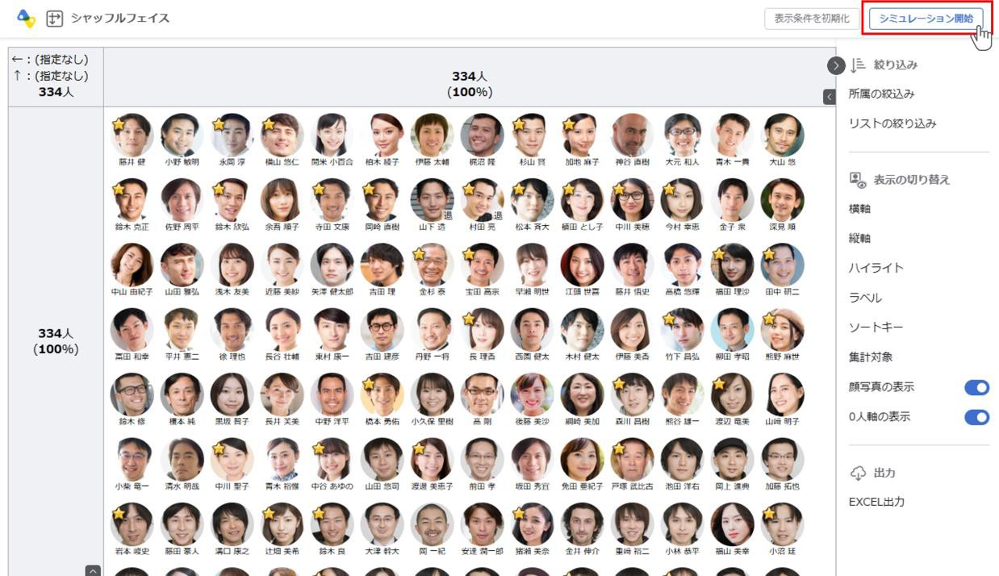 シャッフルフェイス
表示条件を初期化
シミュレーション開始
←：(指定なし)
↑：(指定なし)
334人
334人
(100%)
334人
(100%)
藤井 健 小野 敏明 永岡 淳 横山 悠仁 閑米 小百合 柏木 綾子 伊藤 太輔 梶沼 隆 杉山 賢 加地 麻子 神谷 直樹 大元 和人 青木 一貴 大山 悠
退 退
鈴木 克正 佐野 周平 鈴木 欣弘 余吾 順子 寺田 文康 岡崎 直樹 山下 造 村田 亮 松本 斉大 植田 とし子 中川 美穂 今村 幸恵 金子 泉 深見 順
中山 由紀子 山田 雅弘 浅木 友美 近藤 美紗 矢澤 健太郎 吉田 理 金杉 泰 宝田 高宗 早瀬 明世 江頭 世喜 藤井 悟史 高橋 悠輝 福田 理沙 田中 研二
冨田 和幸 平井 憲二 徐 理也 長谷 壮輔 東村 康一 吉田 建彦 丹野 一将 長 理香 西園 健太 木村 健太 伊藤 美香 竹下 昌弘 柳田 孝昭 熊野 麻世
鈴木 修 榎本 純 黒坂 賀子 長井 芙美 中野 洋平 橋本 勇佑 小久保 里樹 高 剛 後藤 美沙 綱崎 美加 森川 昌樹 熊谷 雄一 渡辺 竜美 山﨑 明子
小柴 竜一 清水 明哉 中川 聖子 青木 裕惟 中谷 あゆの 山田 悠司 渡邊 美恵子 前田 孝 坂田 秀宜 免田 亜紀子 戸塚 武比古 池田 洋右 岡上 進典 加藤 拓也
岩本 峻史 藤田 豪人 溝口 康之 辻畑 美希 鈴木 良 大津 幹大 岡 一紀 安達 潤一郎 猪瀬 美奈 金井 伸介 重﨑 裕二 小林 恭平 福山 美幸 小沼 廷
絞り込み
所属の絞込み
リストの絞り込み
表示の切り替え
横軸
縦軸
ハイライト
ラベル
ソートキー
集計対象
顔写真の表示
0人軸の表示
出力
EXCEL出力